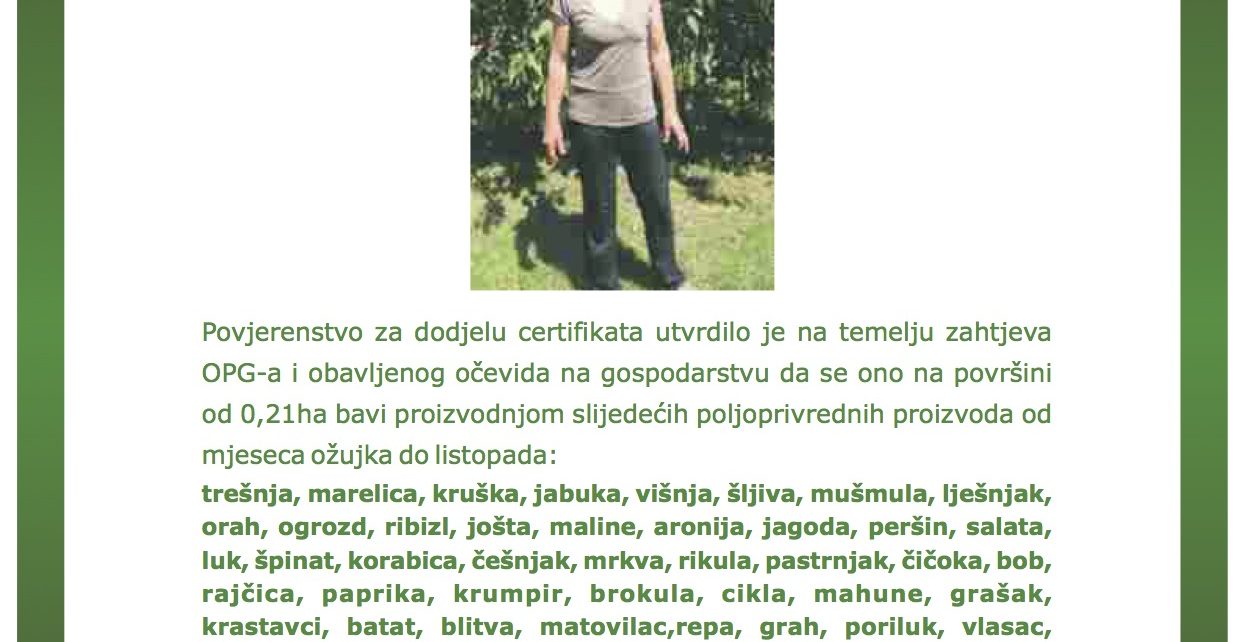 Povjerenstvo za dodjelu certifikata utvrdilo je na temelju zahtjeva
OPG-a i obavljenog očevida na gospodarstvu da se ono na površini
od 0,21ha bavi proizvodnjom slijedećih poljoprivrednih proizvoda od
mjeseca ožujka do listopada:
trešnja, marelica, kruška, jabuka, višnja, šljiva, mušmula, lješnjak,
orah, ogrozd, ribizl, jošta, maline, aronija, jagoda, peršin, salata,
luk, špinat, korabica, češnjak, mrkva, rikula, pastrnjak, čičoka, bob,
rajčica, paprika, krumpir, brokula, cikla, mahune, grašak,
krastavci, batat, blitva, matovilac,repa, grah, poriluk, vlasac,